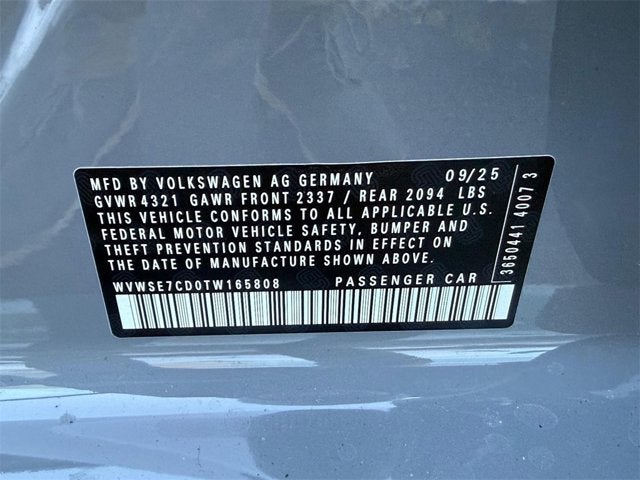 MFD BY VOLKSWAGEN AG GERMANY 09/25
GVWR 4321 GAWR FRONT 2337 / REAR 2094 LBS
THIS VEHICLE CONFORMS TO ALL APPLICABLE U.S.
FEDERAL MOTOR VEHICLE SAFETY, BUMPER AND
THEFT PREVENTION STANDARDS IN EFFECT ON
THE DATE OF MANUFACTURE SHOWN ABOVE.
WVWSE7CD0TW165808 PASSENGER CAR
3650441 4007 3